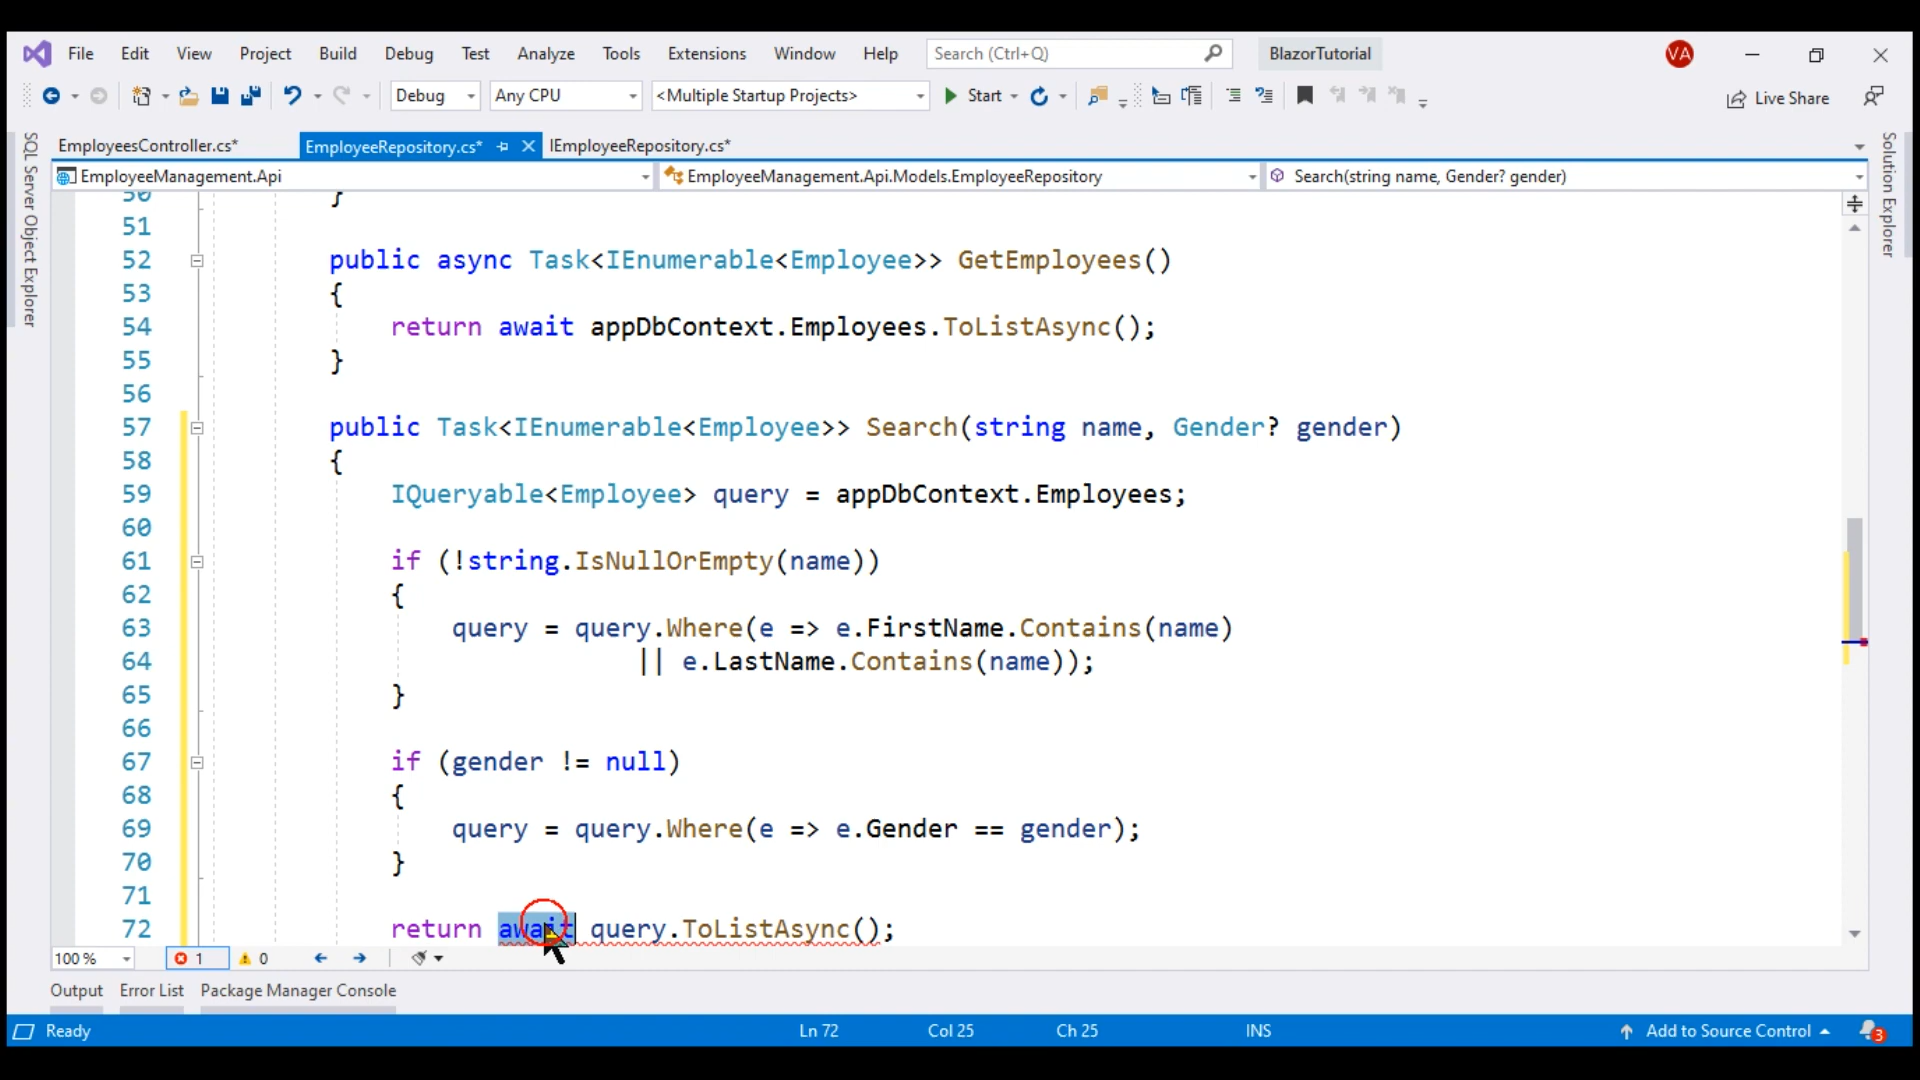 File Edit View Project Build Debug Test Analyze Tools Extensions Window Help Search (Ctrl+Q) BlazorTutorial VA
Debug Any CPU <Multiple Startup Projects> Start Live Share
SQL Server Object Explorer
EmployeesController.cs* EmployeeRepository.cs* IEmployeeRepository.cs*
Solution Explorer
EmployeeManagement.Api EmployeeManagement.Api.Models.EmployeeRepository Search(string name, Gender? gender)
50 }
51
52 public async Task<IEnumerable<Employee>> GetEmployees()
53 {
54 return await appDbContext.Employees.ToListAsync();
55 }
56
57 public Task<IEnumerable<Employee>> Search(string name, Gender? gender)
58 {
59 IQueryable<Employee> query = appDbContext.Employees;
60
61 if (!string.IsNullOrEmpty(name))
62 {
63 query = query.Where(e => e.FirstName.Contains(name)
64 || e.LastName.Contains(name));
65 }
66
67 if (gender != null)
68 {
69 query = query.Where(e => e.Gender == gender);
70 }
71
72 return await query.ToListAsync();
100 % 1 0
Output Error List Package Manager Console
Ready Ln 72 Col 25 Ch 25 INS Add to Source Control 3